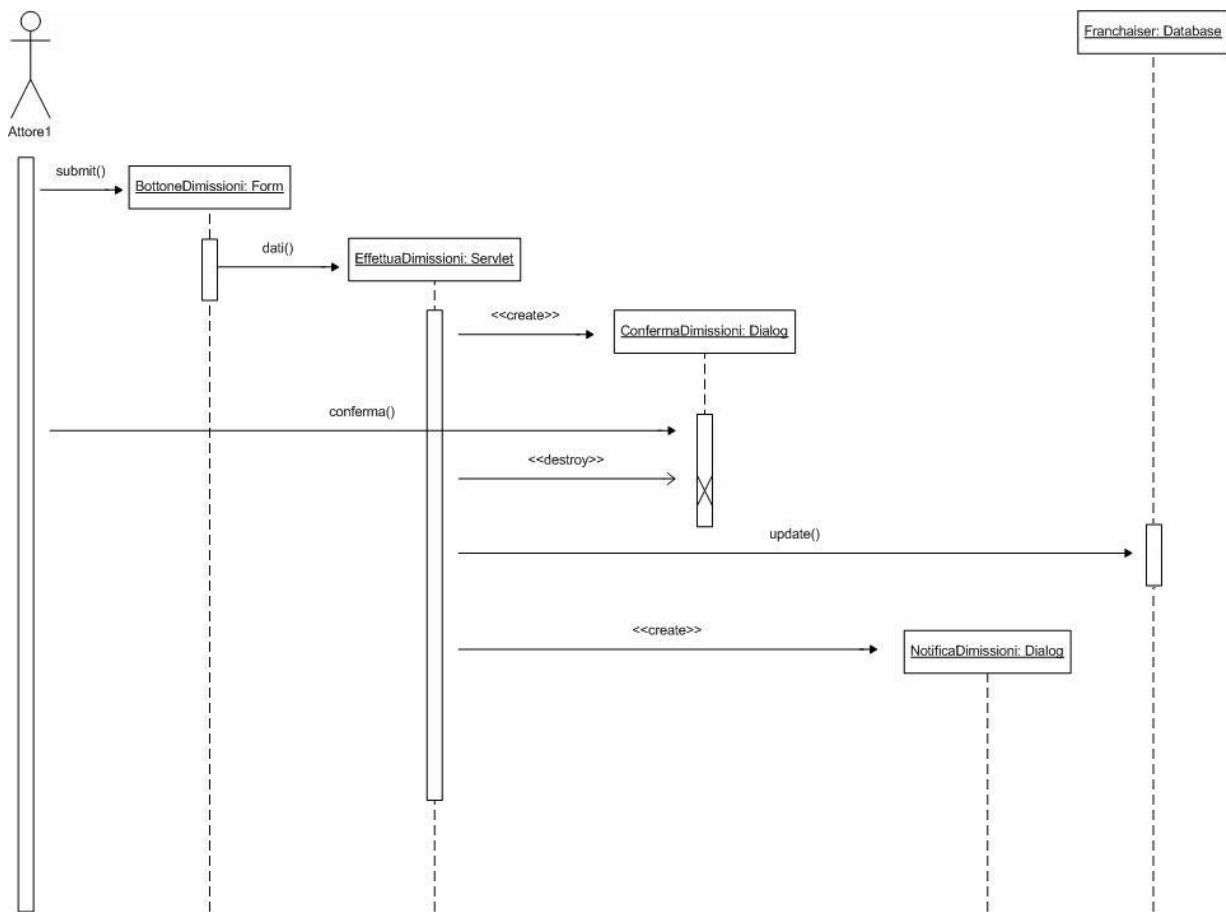 Franchaiser: Database
Attore1
submit()
BottoneDimissioni: Form
dati()
EffettuaDimissioni: Servlet
<<create>>
ConfermaDimissioni: Dialog
conferma()
<<destroy>>
update()
<<create>>
NotificaDimissioni: Dialog